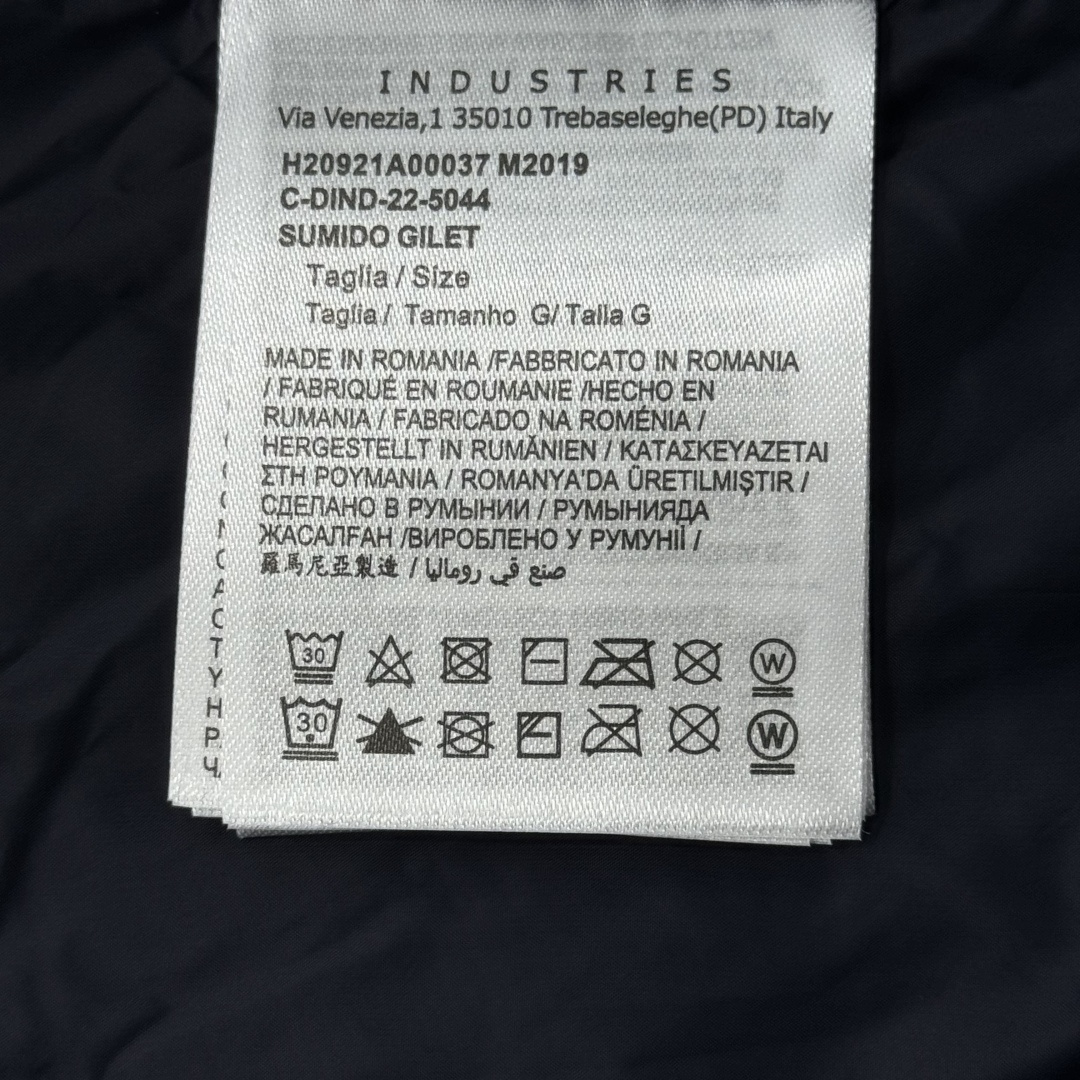 INDUSTRIES
Via Venezia,1 35010 Trebaseleghe(PD) Italy
H20921A00037 M2019
C-DIND-22-5044
SUMIDO GILET
Taglia / Size
Taglia / Tamanho G/ Talla G
MADE IN ROMANIA /FABBRICATO IN ROMANIA
/ FABRIQUÉ EN ROUMANIE /HECHO EN
RUMANIA / FABRICADO NA ROMÉNIA /
HERGESTELLT IN RUMÄNIEN / ΚΑΤΑΣΚΕΥΑΖΕΤΑΙ
ΣΤΗ ΡΟΥΜΑΝΙΑ / ROMANYA'DA ÜRETILMIŞTIR /
СДЕЛАНО В РУМЫНИИ / РУМЫНИЯДА
ЖАСАЛҒАН /ВИРОБЛЕНО У РУМУНІЇ /
羅馬尼亞製造 / صنع في رومانيا
30
W
30
W